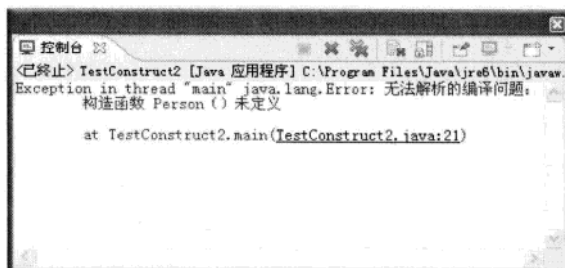 控制台
<已终止> TestConstruct2 [Java 应用程序] C:\Program Files\Java\jre6\bin\javaw.
Exception in thread "main" java.lang.Error: 无法解析的编译问题:
构造函数 Person () 未定义
at TestConstruct2.main(TestConstruct2.java:21)